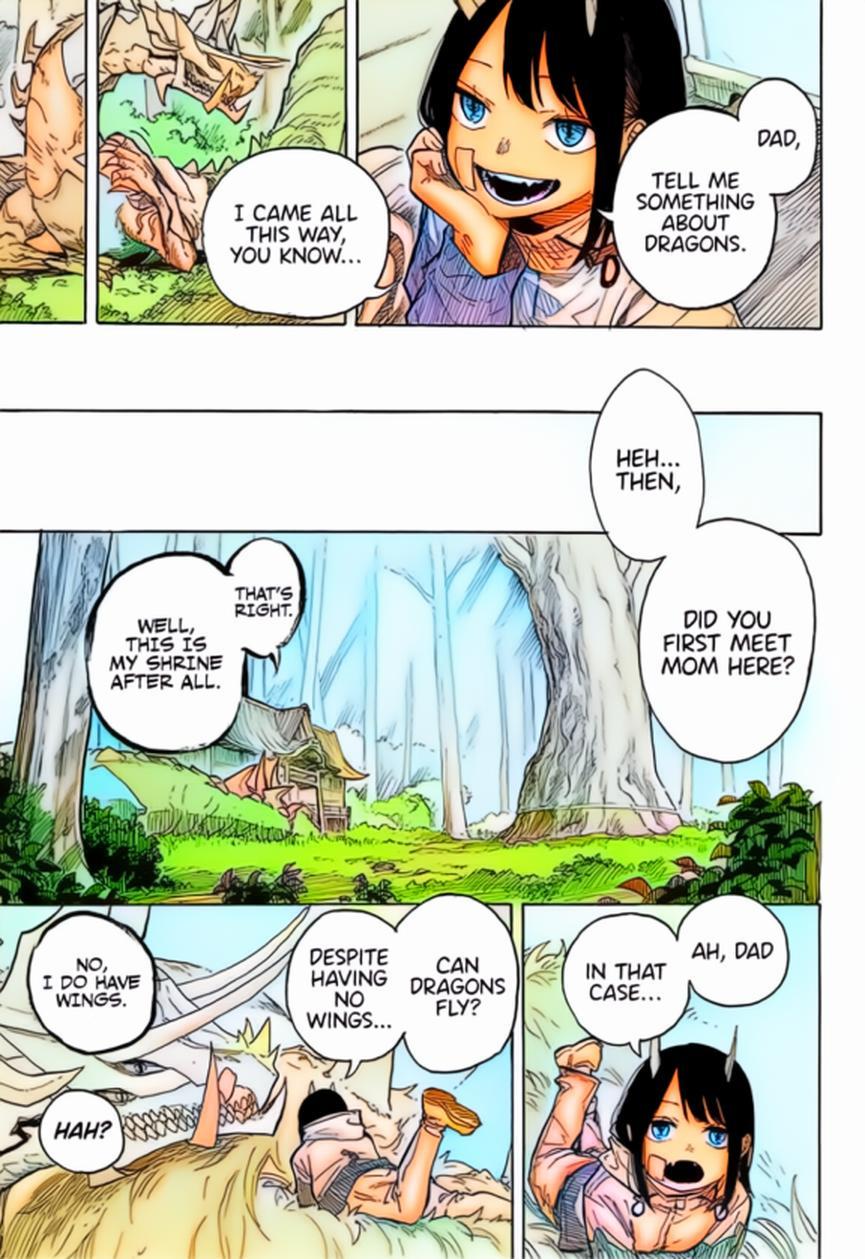 DAD,
TELL ME
SOMETHING
ABOUT
DRAGONS.
I CAME ALL
THIS WAY,
YOU KNOW...
HEH...
THEN,
DID YOU
FIRST MEET
MOM HERE?
THAT'S
RIGHT.
WELL,
THIS IS
MY SHRINE
AFTER ALL.
AH, DAD
IN THAT
CASE...
CAN
DRAGONS
FLY?
DESPITE
HAVING
NO
WINGS...
NO,
I DO HAVE
WINGS.
HAH?